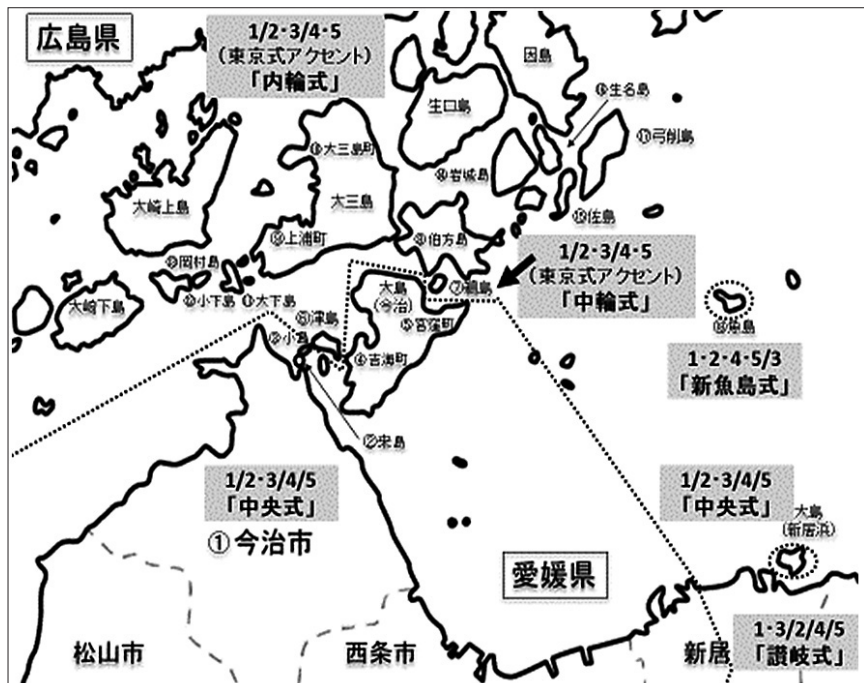 広島県
1/2・3/4・5
(東京式アクセント)
「内輪式」
因島
⑯生名島
生口島
⑰弓削島
⑩大三島町
⑭岩城島
大崎上島
大三島
⑮佐島
⑨上浦町
⑧伯方島
1/2・3/4・5
(東京式アクセント)
「中輪式」
⑬岡村島
⑦鵜島
大島
(今治)
⑫小下島
⑪大下島
大崎下島
⑥津島
⑤宮窪町
⑱魚島
③小島
④吉海町
1・2・4・5/3
「新魚島式」
②来島
1/2・3/4/5
「中央式」
1/2・3/4/5
「中央式」
大島
(新居浜)
①今治市
愛媛県
1・3/2/4/5
「讃岐式」
松山市
西条市
新居